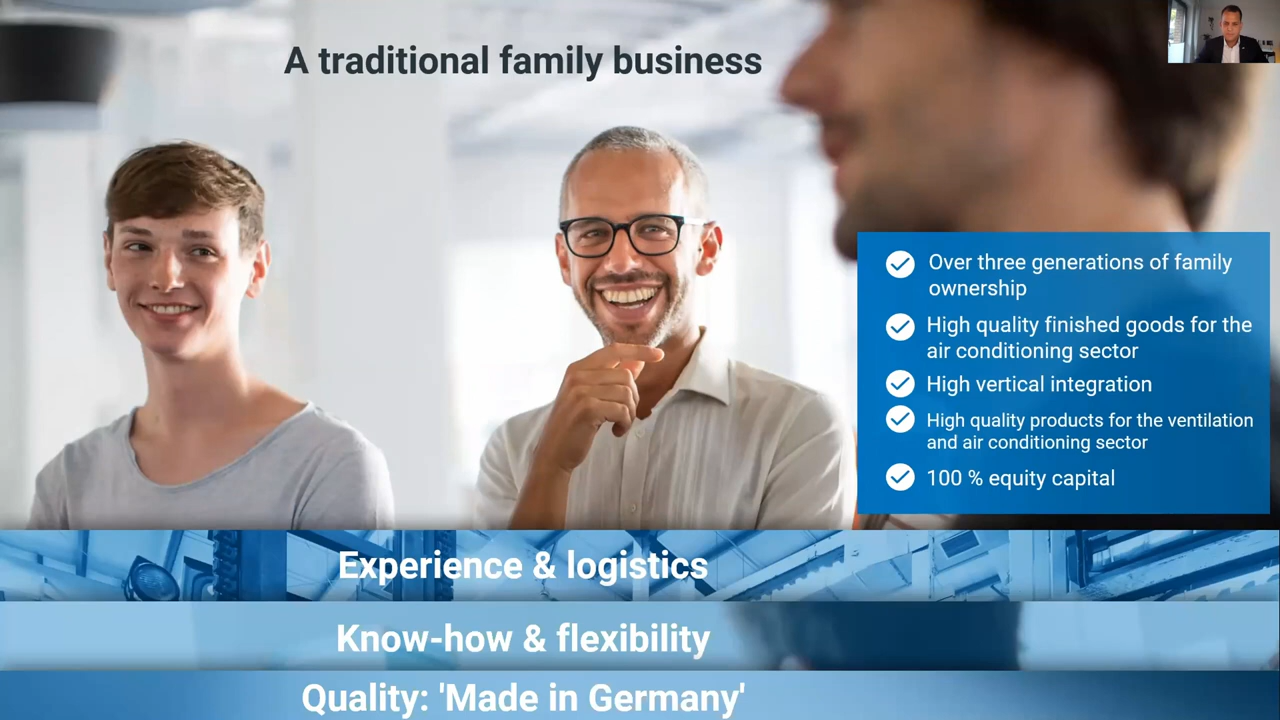 A traditional family business
Over three generations of family
ownership
High quality finished goods for the
air conditioning sector
High vertical integration
High quality products for the ventilation
and air conditioning sector
100 % equity capital
Experience & logistics
Know-how & flexibility
Quality: 'Made in Germany'